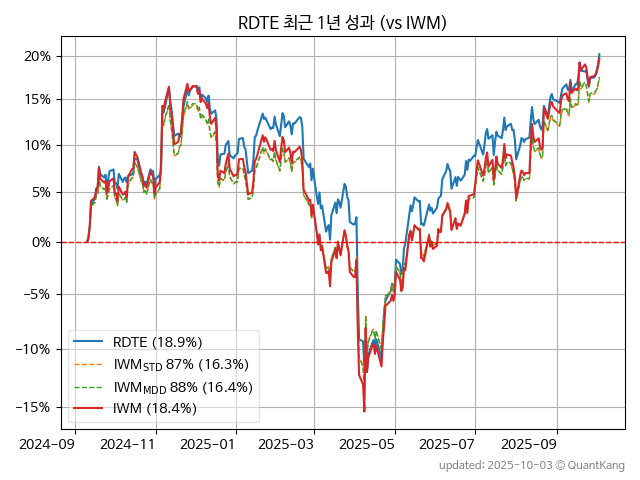 RDTE 최근 1년 성과 (vs IWM)
20%
15%
10%
5%
0%
−5%
−10%
−15%
RDTE (18.9%)
IWM_STD 87% (16.3%)
IWM_MDD 88% (16.4%)
IWM (18.4%)
2024-09 2024-11 2025-01 2025-03 2025-05 2025-07 2025-09
updated: 2025-10-03 © QuantKang